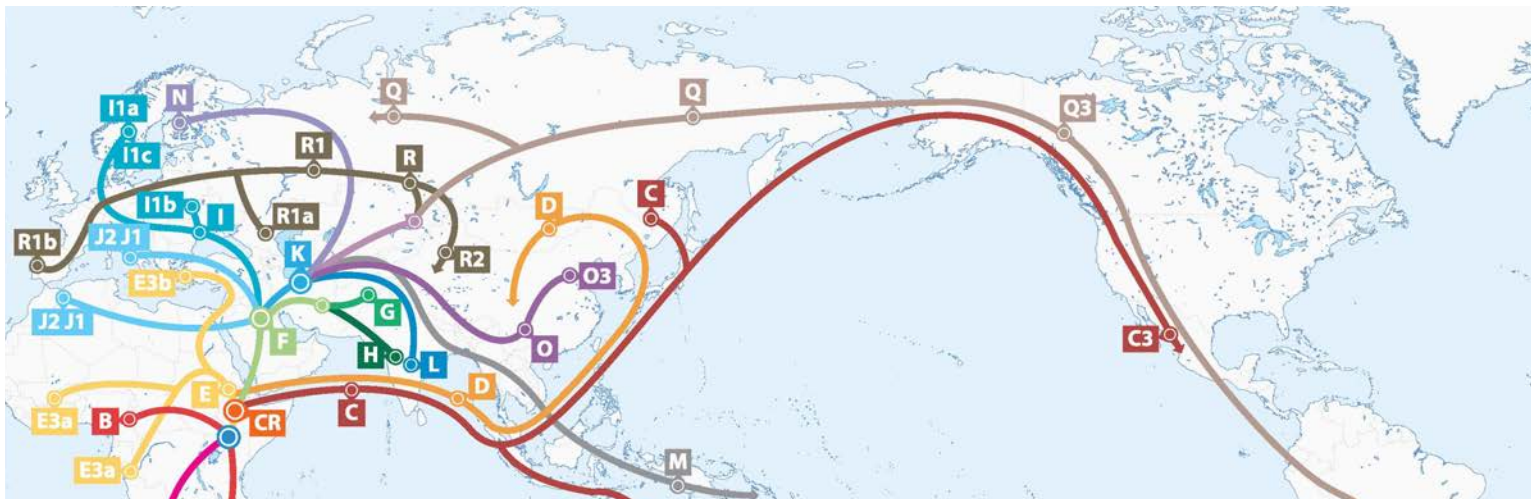 I1a
N
Q
Q
Q3
I1c
R1
R
I1b
I
R1a
D
C
J2 J1
R1b
K
R2
E3b
O3
J2 J1
G
F
H
L
O
C3
E
D
E3a
B
CR
C
E3a
M